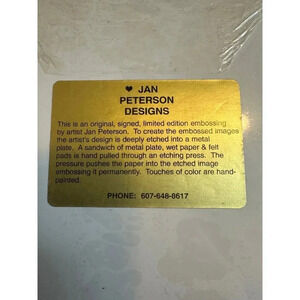 ♥ JAN
PETERSON
DESIGNS
This is an original, signed, limited edition embossing
by artist Jan Peterson. To create the embossed images
the artist's design is deeply etched into a metal
plate. A sandwich of metal plate, wet paper & felt
pads is hand pulled through an etching press. The
pressure pushes the paper into the etched image
embossing it permanently. Touches of color are hand-
painted.
PHONE: 607-648-8617